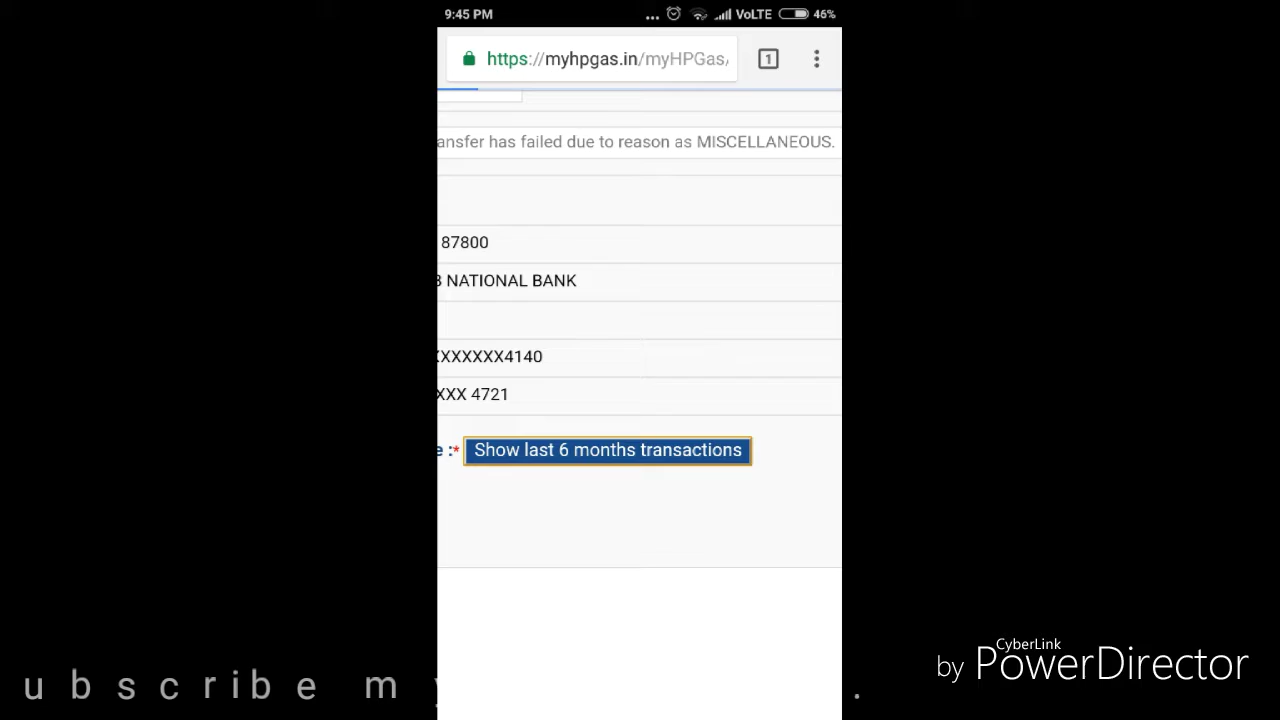 9:45 PM ... VoLTE 46%
https://myhpgas.in/myHPGas/
1
ansfer has failed due to reason as MISCELLANEOUS.
87800
B NATIONAL BANK
XXXXXXX4140
XXX 4721
e :* Show last 6 months transactions
ubscribe m .
CyberLink
by PowerDirector